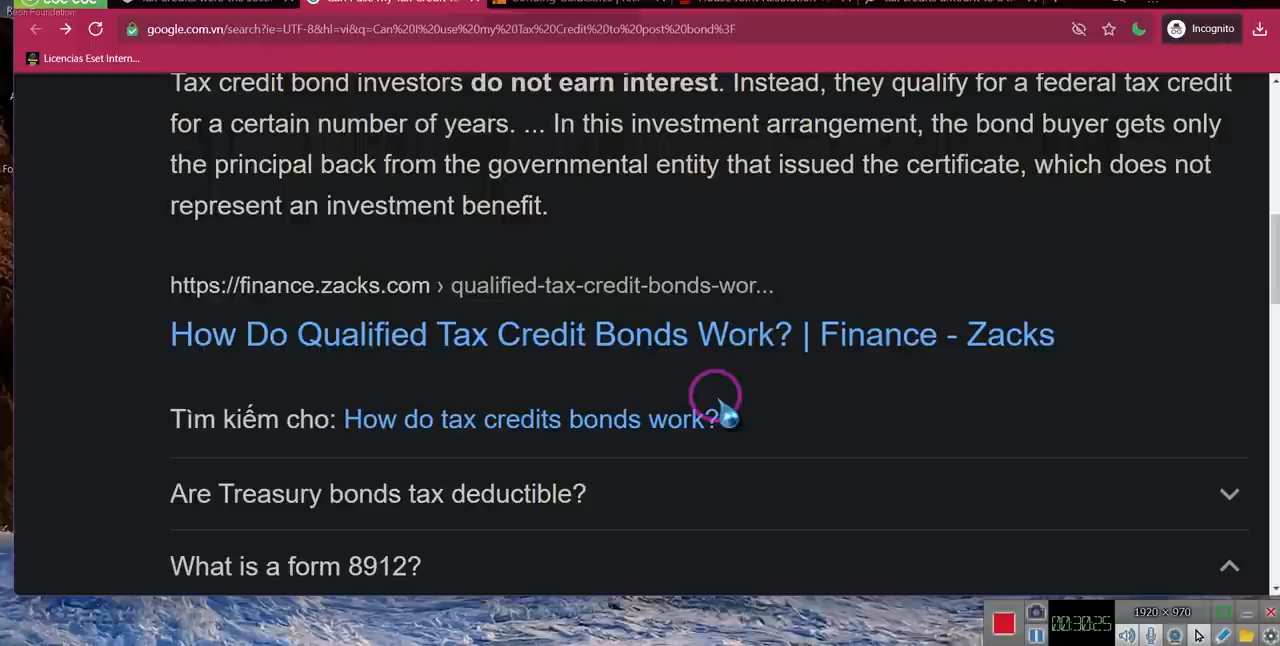 google.com.vn/search?ie=UTF-8&hl=vi&q=Can%20I%20use%20my%20Tax%20Credit%20to%20post%20bond%3F
Incognito
Licencias Eset Intern...
Tax credit bond investors do not earn interest. Instead, they qualify for a federal tax credit
for a certain number of years. ... In this investment arrangement, the bond buyer gets only
the principal back from the governmental entity that issued the certificate, which does not
represent an investment benefit.
https://finance.zacks.com › qualified-tax-credit-bonds-wor...
How Do Qualified Tax Credit Bonds Work? | Finance - Zacks
Tìm kiếm cho: How do tax credits bonds work?
Are Treasury bonds tax deductible?
What is a form 8912?
1920 × 970
00:30:25